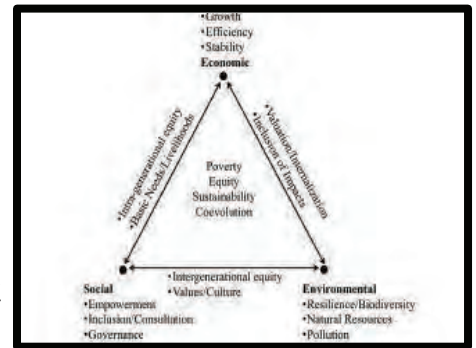 •Growth
•Efficiency
•Stability
Economic
•Intra-generational equity
•Basic Needs/Livelihoods
•Valuation/Internalization
•Inclusion of Impacts
Poverty
Equity
Sustainability
Coevolution
•Intergenerational equity
•Values/Culture
Social
•Empowerment
•Inclusion/Consultation
•Governance
Environmental
•Resilience/Biodiversity
•Natural Resources
•Pollution